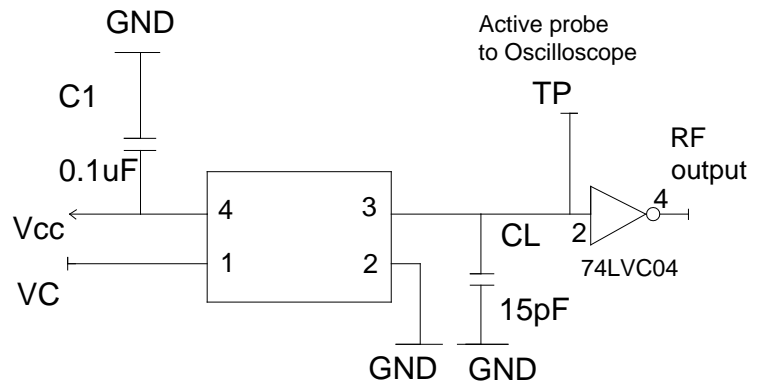 GND
Active probe
to Oscilloscope
C1
TP
0.1uF
RF
output
4
3
4
Vcc
CL
2
1
2
74LVC04
VC
15pF
GND
GND